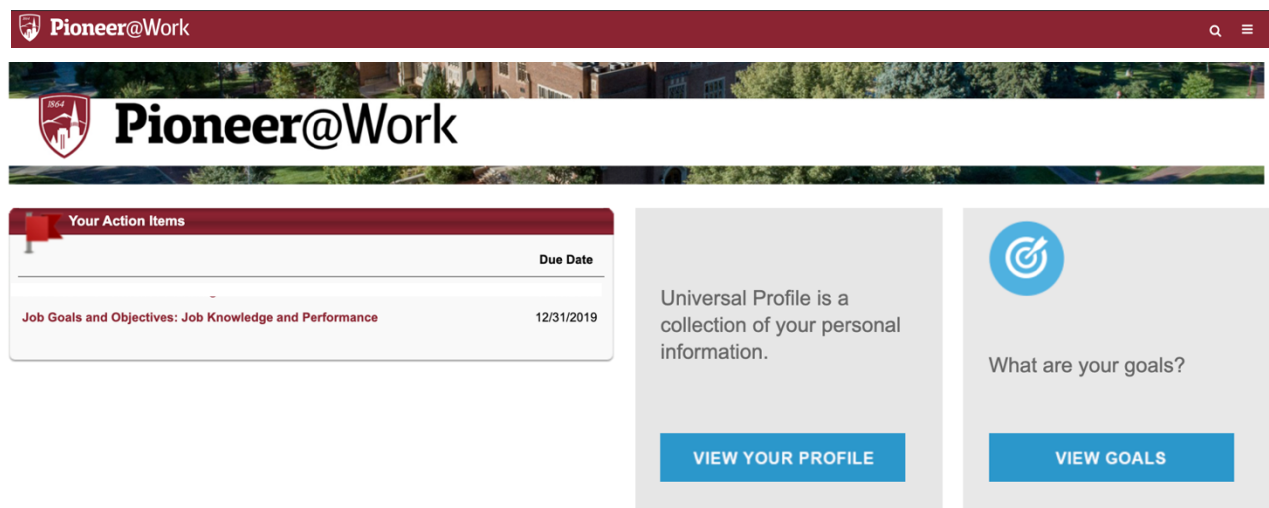 Pioneer@Work
1864
Pioneer@Work
Your Action Items
Due Date
Job Goals and Objectives: Job Knowledge and Performance 12/31/2019
Universal Profile is a
collection of your personal
information.
VIEW YOUR PROFILE
What are your goals?
VIEW GOALS